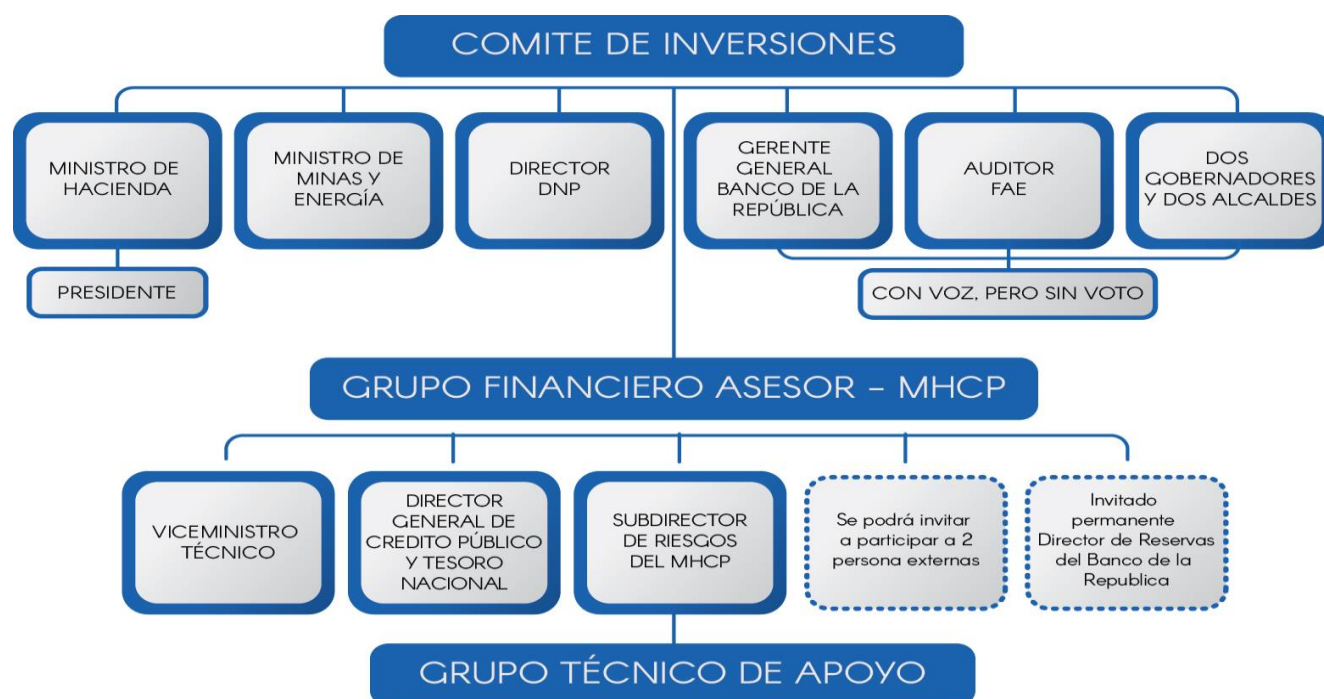 COMITE DE INVERSIONES
MINISTRO DE
HACIENDA
MINISTRO DE
MINAS Y
ENERGÍA
DIRECTOR
DNP
GERENTE
GENERAL
BANCO DE LA
REPÚBLICA
AUDITOR
FAE
DOS
GOBERNADORES
Y DOS ALCALDES
PRESIDENTE
CON VOZ, PERO SIN VOTO
GRUPO FINANCIERO ASESOR – MHCP
VICEMINISTRO
TÉCNICO
DIRECTOR
GENERAL DE
CREDITO PÚBLICO
Y TESORO
NACIONAL
SUBDIRECTOR
DE RIESGOS
DEL MHCP
Se podrá invitar
a participar a 2
persona externas
Invitado
permanente
Director de Reservas
del Banco de la
Republica
GRUPO TÉCNICO DE APOYO